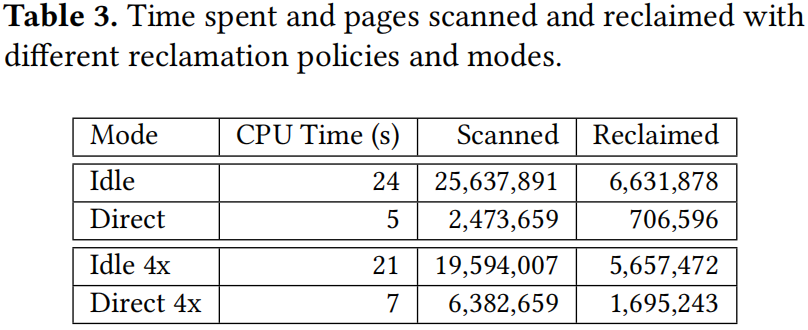 Table 3. Time spent and pages scanned and reclaimed with
different reclamation policies and modes.
Mode CPU Time (s) Scanned Reclaimed
Idle 24 25,637,891 6,631,878
Direct 5 2,473,659 706,596
Idle 4x 21 19,594,007 5,657,472
Direct 4x 7 6,382,659 1,695,243